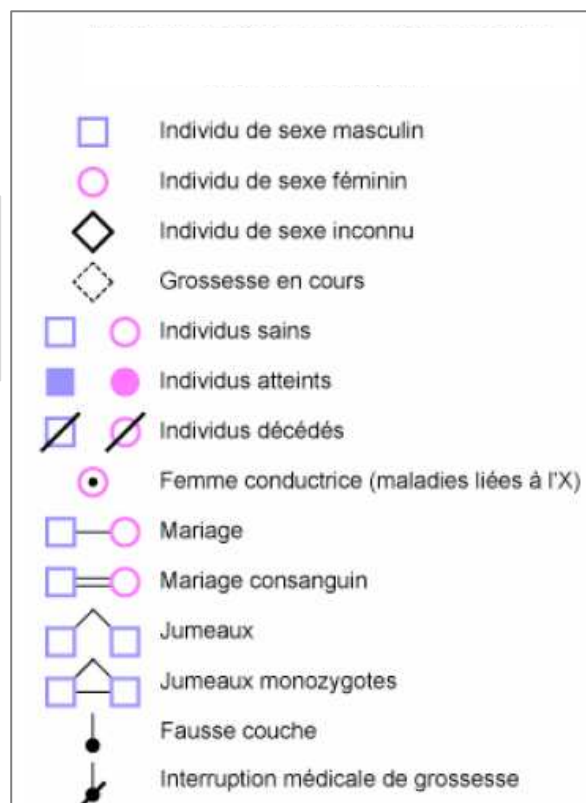 Individu de sexe masculin
Individu de sexe féminin
Individu de sexe inconnu
Grossesse en cours
Individus sains
Individus atteints
Individus décédés
Femme conductrice (maladies liées à l'X)
Mariage
Mariage consanguin
Jumeaux
Jumeaux monozygotes
Fausse couche
Interruption médicale de grossesse